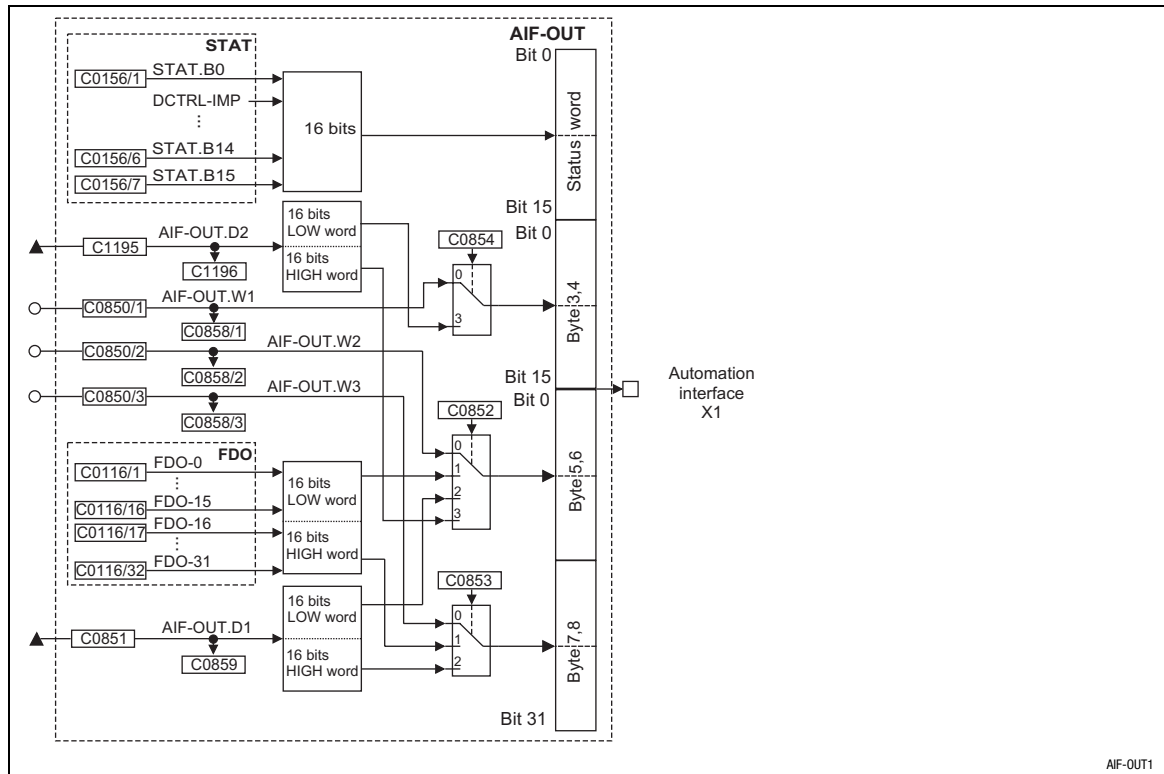 AIF-OUT
STAT
Bit 0
C0156/1
STAT.B0
DCTRL-IMP
⋮
C0156/6
STAT.B14
C0156/7
STAT.B15
16 bits
Status word
Bit 15
Bit 0
C1195
AIF-OUT.D2
C1196
16 bits
LOW word
16 bits
HIGH word
C0854
0
3
Byte 3,4
C0850/1
AIF-OUT.W1
C0858/1
C0850/2
AIF-OUT.W2
C0858/2
C0850/3
AIF-OUT.W3
C0858/3
Bit 15
Bit 0
Automation
interface
X1
C0852
0
1
2
3
Byte 5,6
FDO
C0116/1
FDO-0
⋮
C0116/16
FDO-15
C0116/17
FDO-16
⋮
C0116/32
FDO-31
16 bits
LOW word
16 bits
HIGH word
C0853
0
1
2
Byte 7,8
C0851
AIF-OUT.D1
C0859
16 bits
LOW word
16 bits
HIGH word
Bit 31
AIF-OUT1